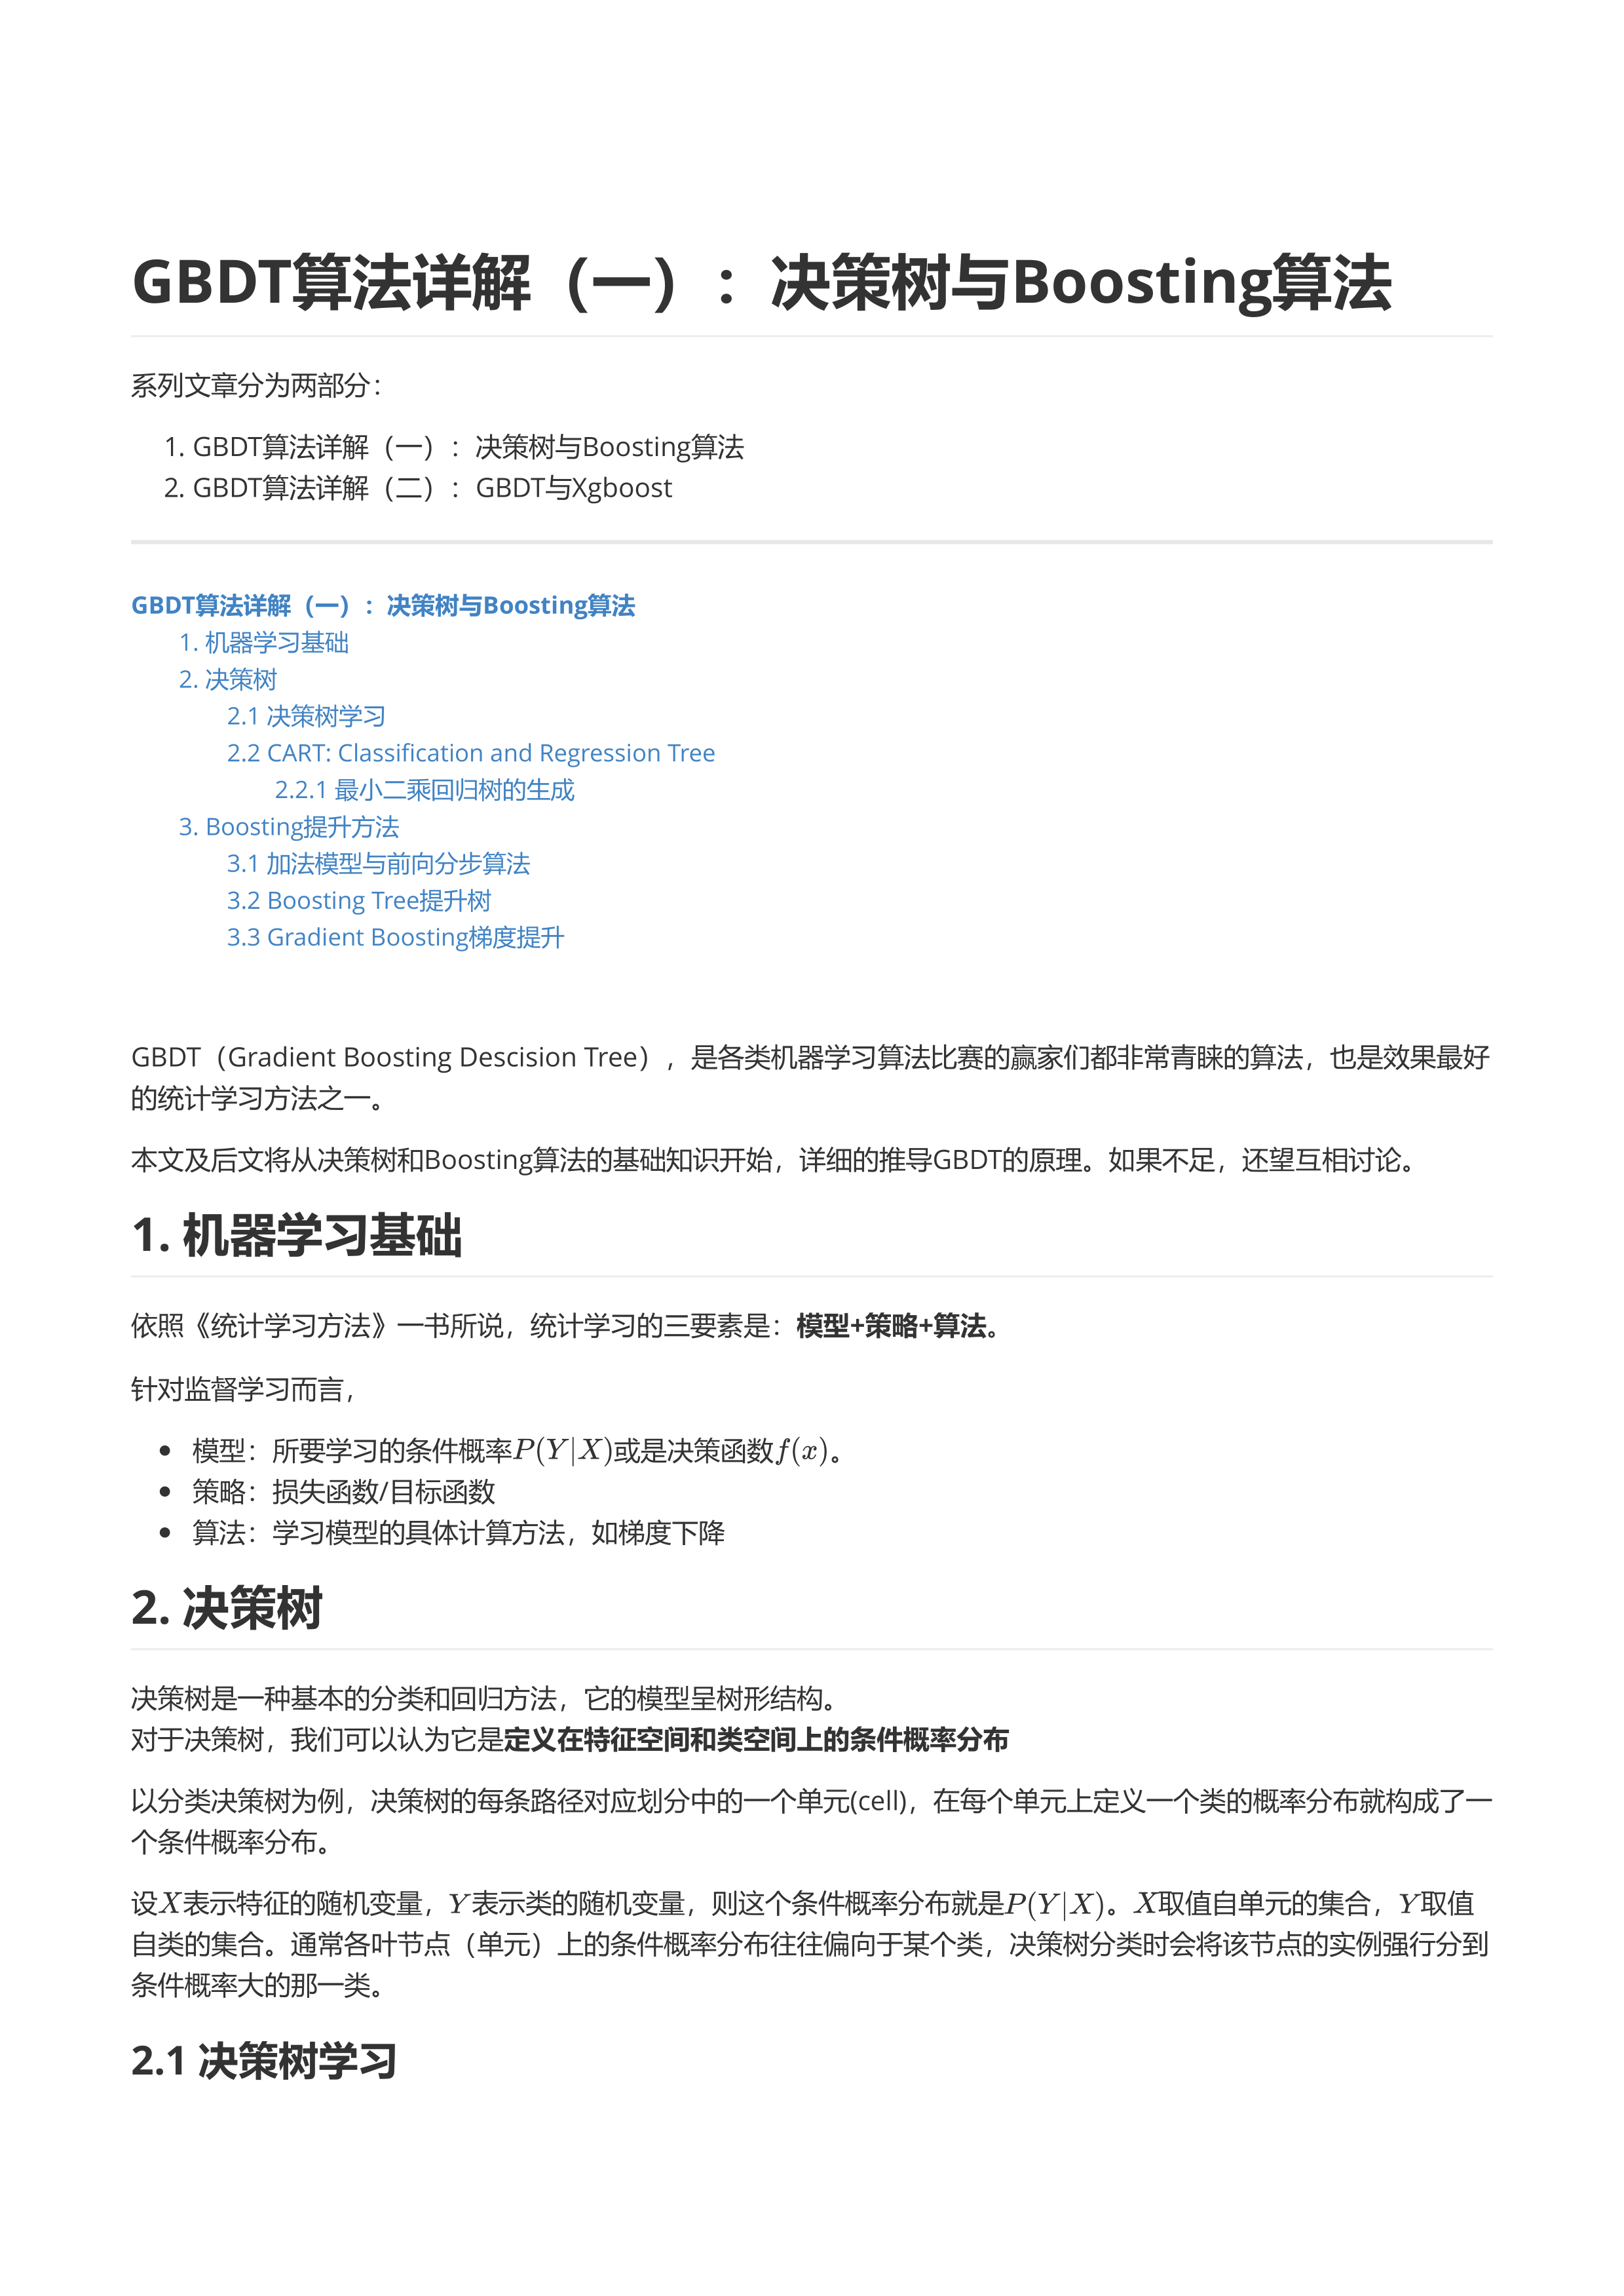 GBDT算法详解（一）：决策树与Boosting算法
系列文章分为两部分：
1. GBDT算法详解（一）：决策树与Boosting算法
2. GBDT算法详解（二）：GBDT与Xgboost
GBDT算法详解（一）：决策树与Boosting算法
1. 机器学习基础
2. 决策树
2.1 决策树学习
2.2 CART: Classification and Regression Tree
2.2.1 最小二乘回归树的生成
3. Boosting提升方法
3.1 加法模型与前向分步算法
3.2 Boosting Tree提升树
3.3 Gradient Boosting梯度提升
GBDT（Gradient Boosting Descision Tree），是各类机器学习算法比赛的赢家们都非常青睐的算法，也是效果最好
的统计学习方法之一。
本文及后文将从决策树和Boosting算法的基础知识开始，详细的推导GBDT的原理。如果不足，还望互相讨论。
1. 机器学习基础
依照《统计学习方法》一书所说，统计学习的三要素是：模型+策略+算法。
针对监督学习而言，
• 模型：所要学习的条件概率P(Y|X)或是决策函数f(x)。
• 策略：损失函数/目标函数
• 算法：学习模型的具体计算方法，如梯度下降
2. 决策树
决策树是一种基本的分类和回归方法，它的模型呈树形结构。
对于决策树，我们可以认为它是定义在特征空间和类空间上的条件概率分布
以分类决策树为例，决策树的每条路径对应划分中的一个单元(cell)，在每个单元上定义一个类的概率分布就构成了一
个条件概率分布。
设X表示特征的随机变量，Y表示类的随机变量，则这个条件概率分布就是P(Y|X)。X取值自单元的集合，Y取值
自类的集合。通常各叶节点（单元）上的条件概率分布往往偏向于某个类，决策树分类时会将该节点的实例强行分到
条件概率大的那一类。
2.1 决策树学习